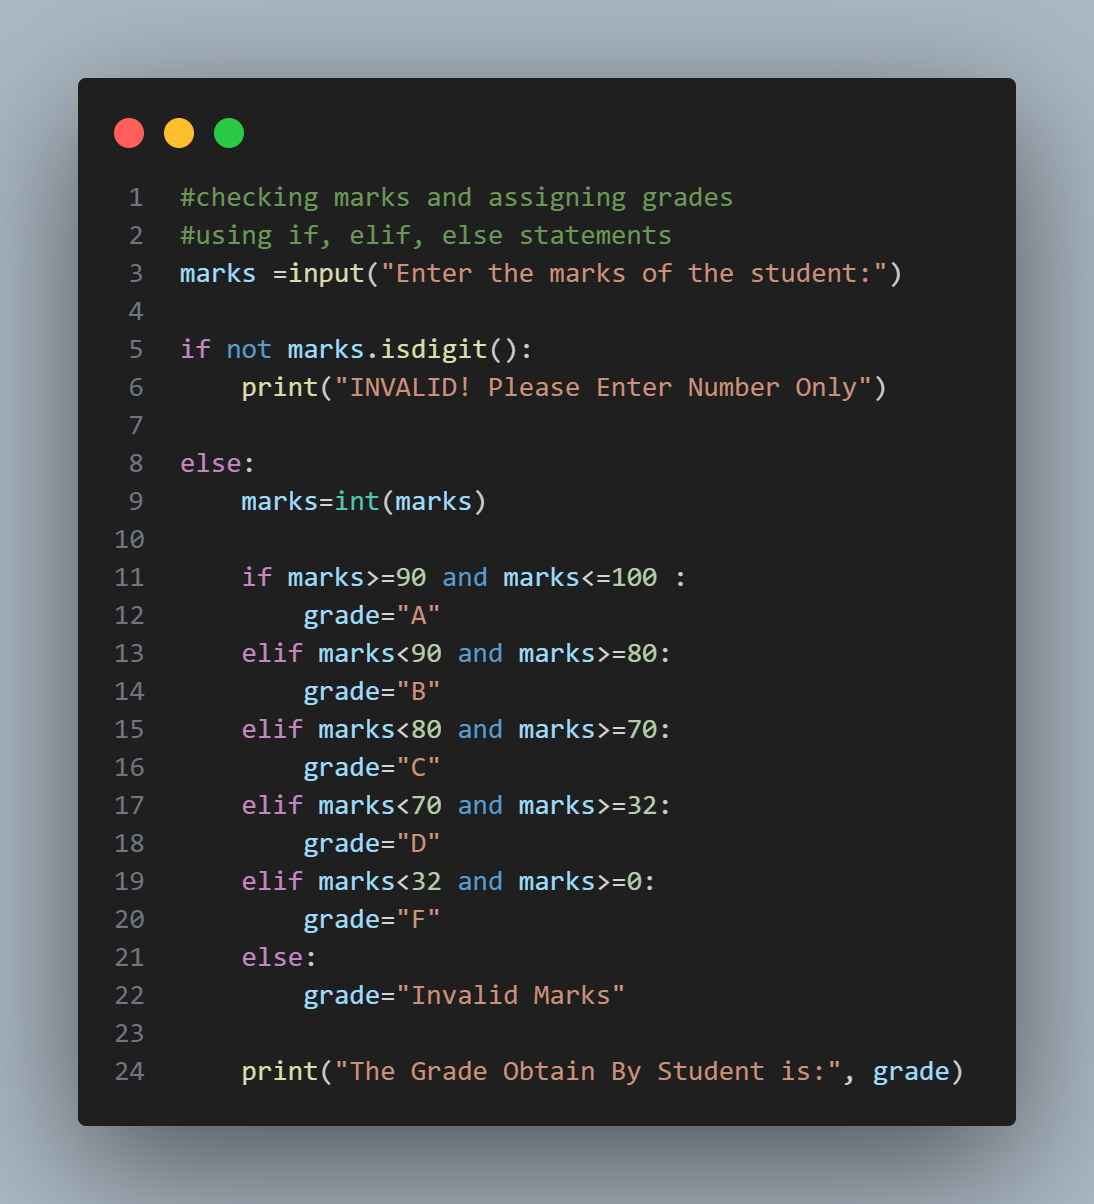 1 #checking marks and assigning grades
2 #using if, elif, else statements
3 marks =input("Enter the marks of the student:")
4
5 if not marks.isdigit():
6     print("INVALID! Please Enter Number Only")
7
8 else:
9     marks=int(marks)
10
11     if marks>=90 and marks<=100 :
12         grade="A"
13     elif marks<90 and marks>=80:
14         grade="B"
15     elif marks<80 and marks>=70:
16         grade="C"
17     elif marks<70 and marks>=32:
18         grade="D"
19     elif marks<32 and marks>=0:
20         grade="F"
21     else:
22         grade="Invalid Marks"
23
24     print("The Grade Obtain By Student is:", grade)